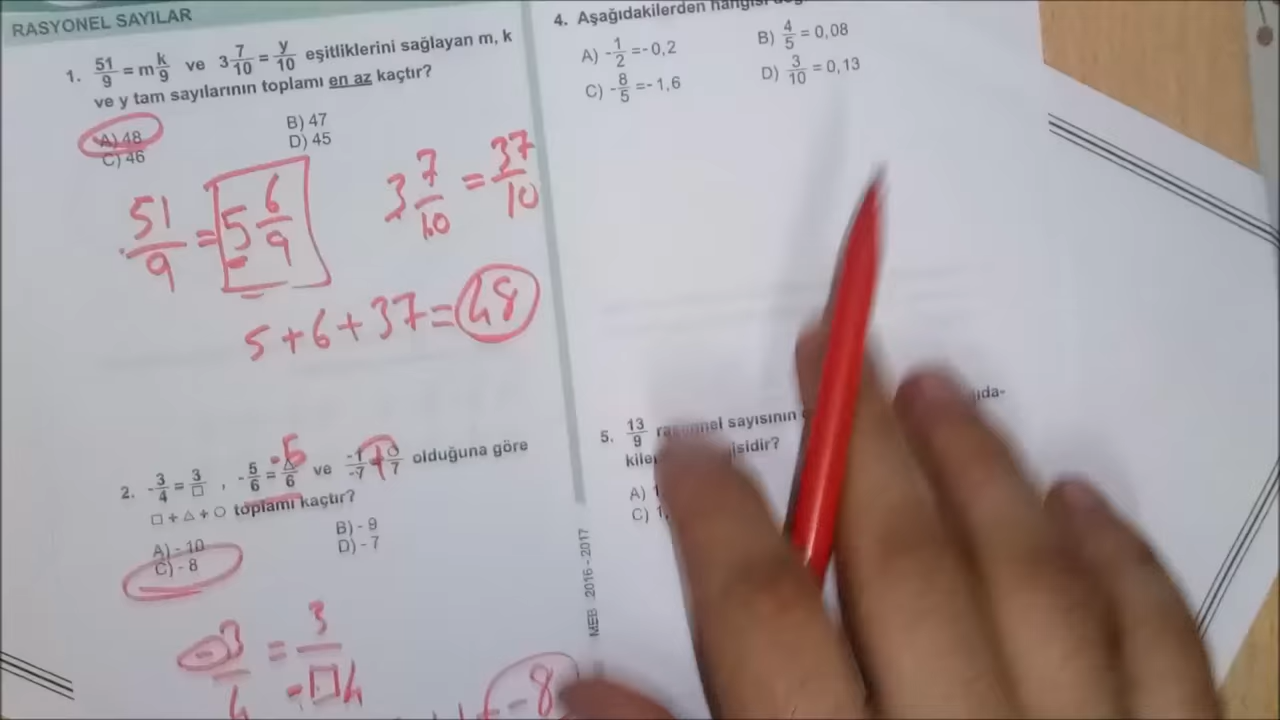 RASYONEL SAYILAR
1. 51/9 = m k/9 ve 3 7/10 = y/10 eşitliklerini sağlayan m, k
ve y tam sayılarının toplamı en az kaçtır?
A) 48 B) 47
C) 46 D) 45
51/9 = 5 6/9 3 7/10 = 37/10
5+6+37=48
2. -3/4 = 3/□ , -5/6 = △/6 ve -1/-7 = ○/7 olduğuna göre
-5
□ + △ + ○ toplamı kaçtır?
A) - 10 B) - 9
C) - 8 D) - 7
-3/4 = 3/-□4
-8
MEB 2016 - 2017
4. Aşağıdakilerden hangisi
A) -1/2 =- 0,2 B) 4/5 = 0,08
C) -8/5 =- 1,6 D) 3/10 = 0,13
5. 13/9 sayısının
A)
C) 1,